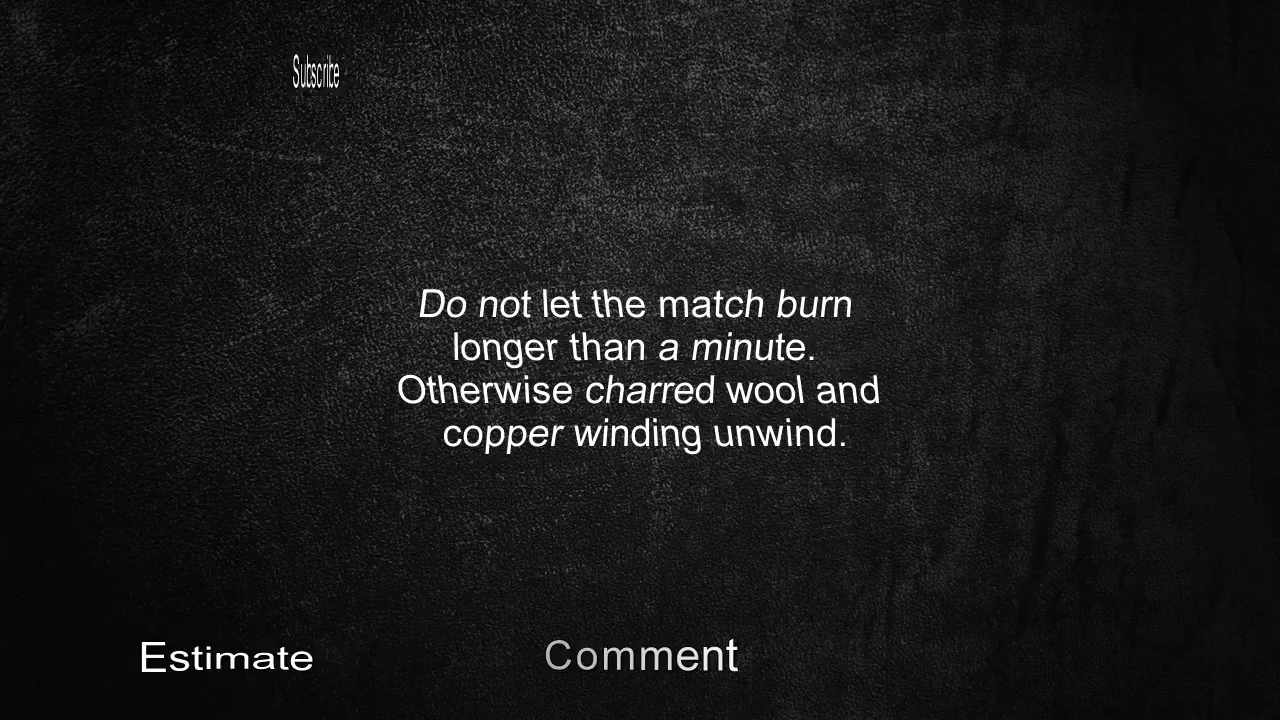 Subscribe
Do not let the match burn
longer than a minute.
Otherwise charred wool and
copper winding unwind.
Estimate
Comment